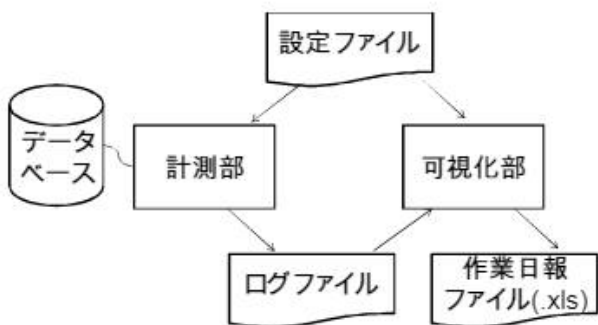 設定ファイル
データ
ベース
計測部
可視化部
ログファイル
作業日報
ファイル(.xls)